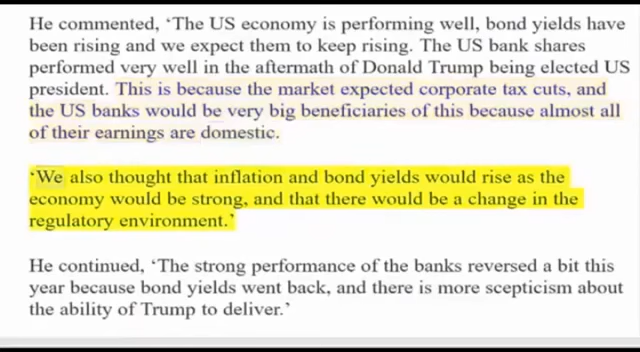 He commented, ‘The US economy is performing well, bond yields have
been rising and we expect them to keep rising. The US bank shares
performed very well in the aftermath of Donald Trump being elected US
president. This is because the market expected corporate tax cuts, and
the US banks would be very big beneficiaries of this because almost all
of their earnings are domestic.
‘We also thought that inflation and bond yields would rise as the
economy would be strong, and that there would be a change in the
regulatory environment.’
He continued, ‘The strong performance of the banks reversed a bit this
year because bond yields went back, and there is more scepticism about
the ability of Trump to deliver.’